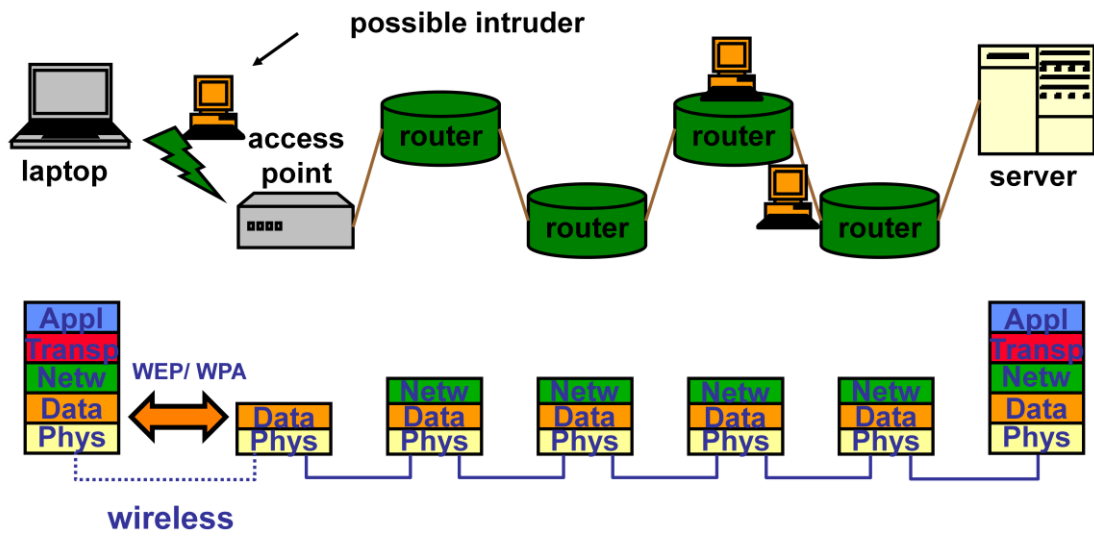 possible intruder
laptop
access
point
router
router
router
router
server
Appl
Transp
Netw
Data
Phys
WEP/ WPA
Data
Phys
Netw
Data
Phys
Netw
Data
Phys
Netw
Data
Phys
Netw
Data
Phys
Appl
Transp
Netw
Data
Phys
wireless